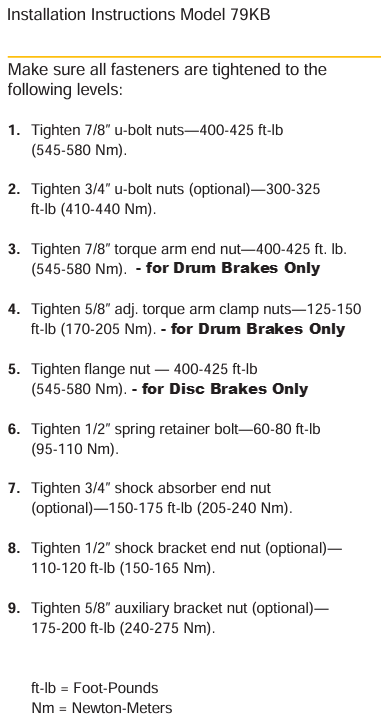 Installation Instructions Model 79KB
Make sure all fasteners are tightened to the
following levels:
1. Tighten 7/8″ u-bolt nuts—400-425 ft-lb
(545-580 Nm).
2. Tighten 3/4″ u-bolt nuts (optional)—300-325
ft-lb (410-440 Nm).
3. Tighten 7/8″ torque arm end nut—400-425 ft. lb.
(545-580 Nm). - for Drum Brakes Only
4. Tighten 5/8″ adj. torque arm clamp nuts—125-150
ft-lb (170-205 Nm). - for Drum Brakes Only
5. Tighten flange nut — 400-425 ft-lb
(545-580 Nm). - for Disc Brakes Only
6. Tighten 1/2″ spring retainer bolt—60-80 ft-lb
(95-110 Nm).
7. Tighten 3/4″ shock absorber end nut
(optional)—150-175 ft-lb (205-240 Nm).
8. Tighten 1/2″ shock bracket end nut (optional)—
110-120 ft-lb (150-165 Nm).
9. Tighten 5/8″ auxiliary bracket nut (optional)—
175-200 ft-lb (240-275 Nm).
ft-lb = Foot-Pounds
Nm = Newton-Meters